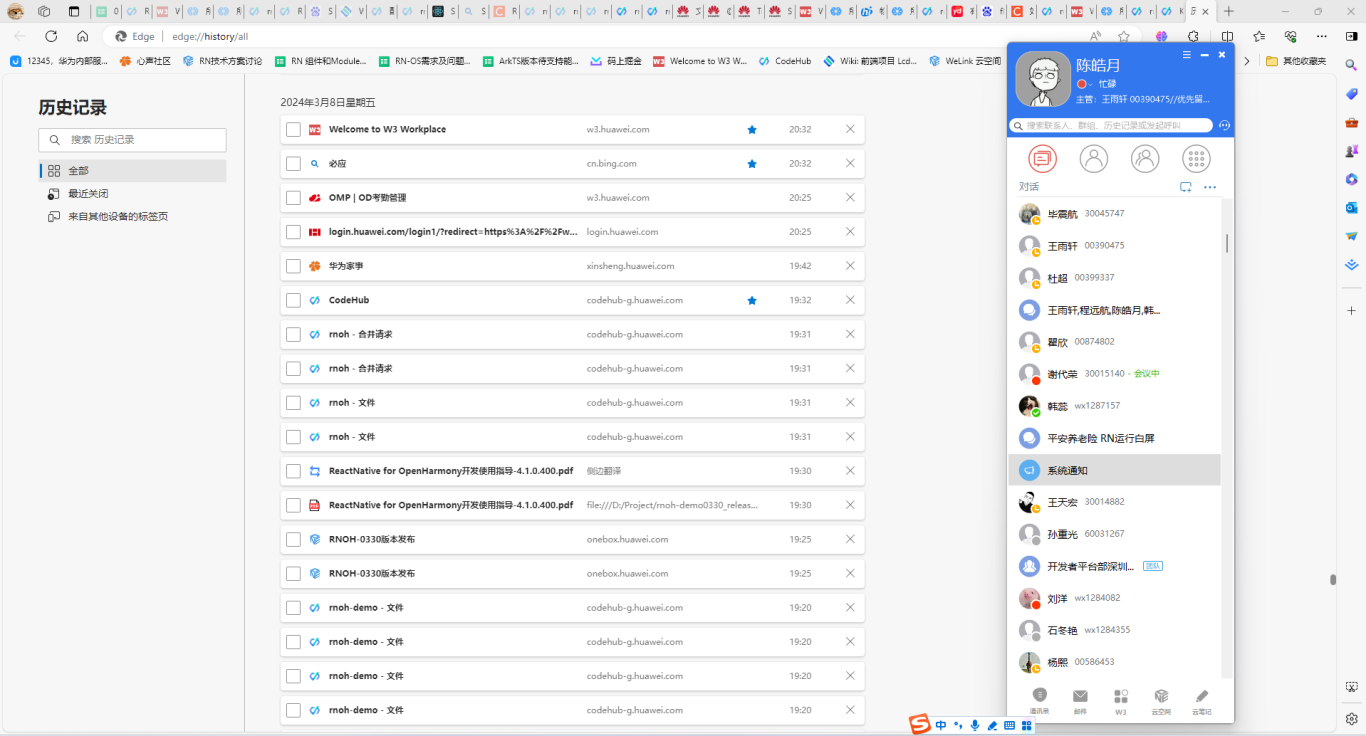 Edge
edge://history/all
12345，华为内部服...
心声社区
RN技术方案讨论
RN 组件和Module...
RN-OS需求及问题...
ArkTS版本待支持能...
码上掘金
Welcome to W3 W...
CodeHub
Wiki: 前端项目 Lcd...
WeLink 云空间
其他收藏夹
历史记录
搜索 历史记录
全部
最近关闭
来自其他设备的标签页
2024年3月8日星期五
Welcome to W3 Workplace w3.huawei.com 20:32
必应 cn.bing.com 20:32
OMP | OD考勤管理 w3.huawei.com 20:25
login.huawei.com/login1/?redirect=https%3A%2F%2Fw... login.huawei.com 20:25
华为家事 xinsheng.huawei.com 19:42
CodeHub codehub-g.huawei.com 19:32
rnoh - 合并请求 codehub-g.huawei.com 19:31
rnoh - 合并请求 codehub-g.huawei.com 19:31
rnoh - 文件 codehub-g.huawei.com 19:31
rnoh - 文件 codehub-g.huawei.com 19:31
ReactNative for OpenHarmony开发使用指导-4.1.0.400.pdf 侧边翻译 19:30
ReactNative for OpenHarmony开发使用指导-4.1.0.400.pdf file:///D:/Project/rnoh-demo0330_releas... 19:30
RNOH-0330版本发布 onebox.huawei.com 19:25
RNOH-0330版本发布 onebox.huawei.com 19:25
rnoh-demo - 文件 codehub-g.huawei.com 19:20
rnoh-demo - 文件 codehub-g.huawei.com 19:20
rnoh-demo - 文件 codehub-g.huawei.com 19:20
rnoh-demo - 文件 codehub-g.huawei.com 19:20
陈皓月
忙碌
主管：王雨轩 00390475//优先留...
搜索联系人、群组、历史记录或发起呼叫
对话
毕震航 30045747
王雨轩 00390475
杜超 00399337
王雨轩,程远航,陈皓月,韩...
瞿欣 00874802
谢代荣 30015140 - 会议中
韩蕊 wx1287157
平安养老险 RN运行白屏
系统通知
王天宏 30014882
孙重光 60031267
开发者平台部深圳... 团队
刘洋 wx1284082
石冬艳 wx1284355
杨熙 00586453
通讯录
邮件
W3
云空间
云笔记
中